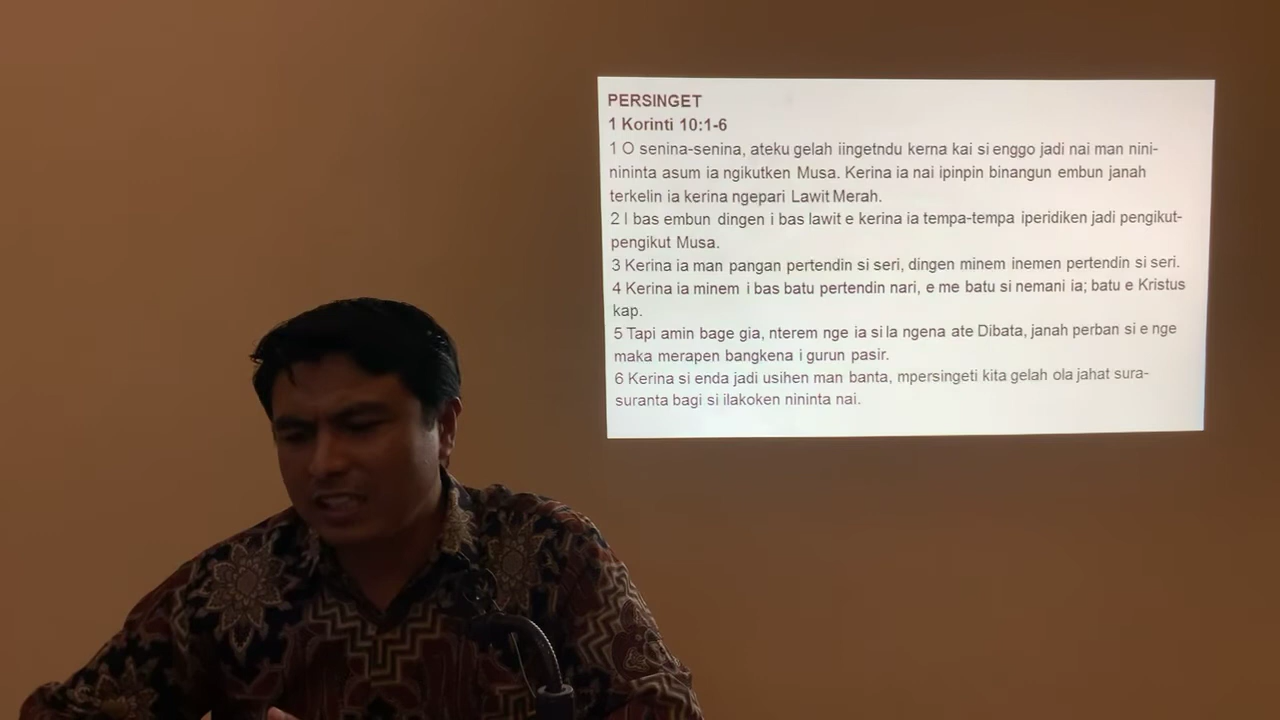 PERSINGET
1 Korinti 10:1-6
1 O senina-senina, ateku gelah iingetndu kerna kai si enggo jadi nai man nini-
nininta asum ia ngikutken Musa. Kerina ia nai ipinpin binangun embun janah
terkelin ia kerina ngepari Lawit Merah.
2 I bas embun dingen i bas lawit e kerina ia tempa-tempa iperidiken jadi pengikut-
pengikut Musa.
3 Kerina ia man pangan pertendin si seri, dingen minem inemen pertendin si seri.
4 Kerina ia minem i bas batu pertendin nari, e me batu si nemani ia; batu e Kristus
kap.
5 Tapi amin bage gia, nterem nge ia si la ngena ate Dibata, janah perban si e nge
maka merapen bangkena i gurun pasir.
6 Kerina si enda jadi usihen man banta, mpersingeti kita gelah ola jahat sura-
suranta bagi si ilakoken nininta nai.